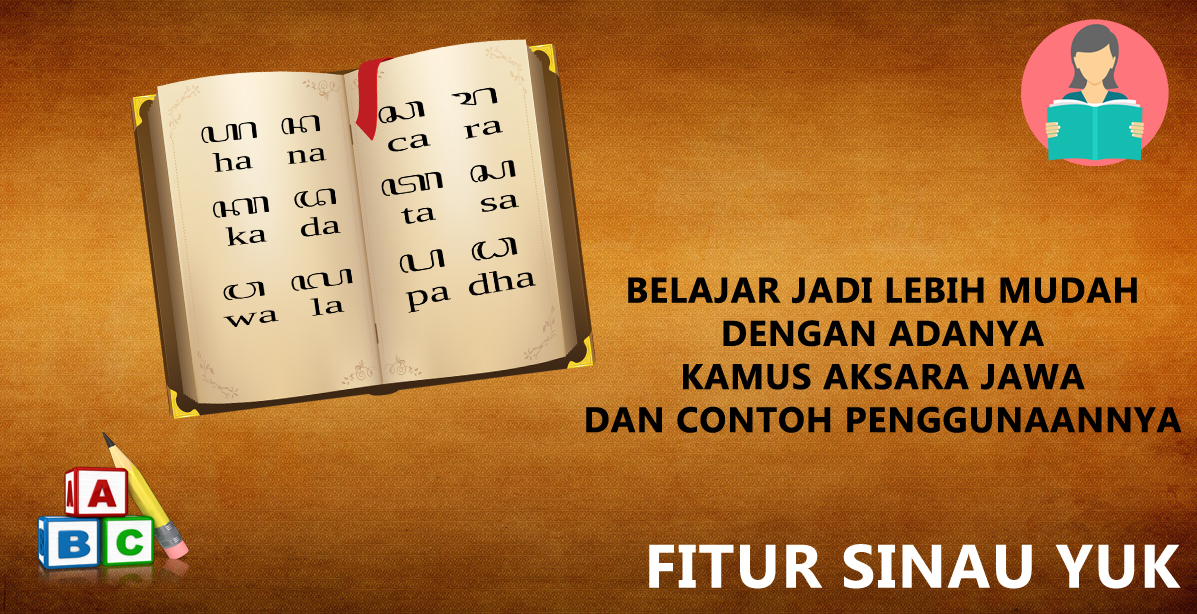 ꦲ ꦤ
ha na
ꦏ ꦢ
ka da
ꦮ ꦭ
wa la
ꦕ ꦫ
ca ra
ꦠ ꦱ
ta sa
ꦥ ꦝ
pa dha
BELAJAR JADI LEBIH MUDAH
DENGAN ADANYA
KAMUS AKSARA JAWA
DAN CONTOH PENGGUNAANNYA
A
B C
FITUR SINAU YUK